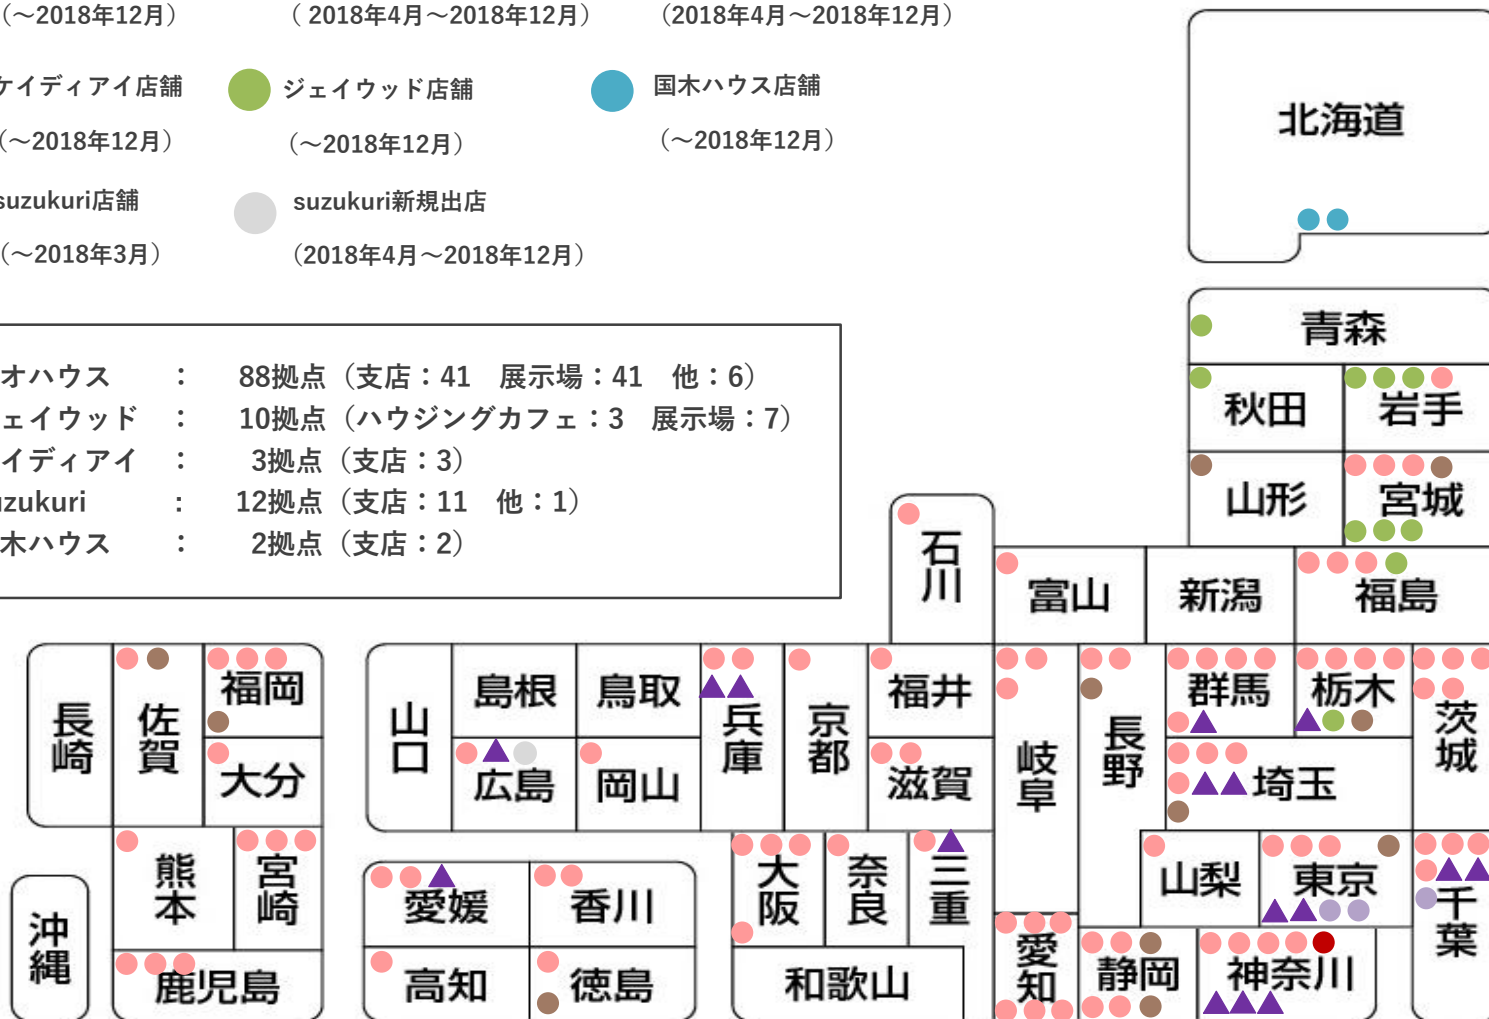 （～2018年12月）
（ 2018年4月～2018年12月）
（2018年4月～2018年12月）
ケイディアイ店舗
ジェイウッド店舗
国木ハウス店舗
（～2018年12月）
（～2018年12月）
（～2018年12月）
suzukuri店舗
suzukuri新規出店
（～2018年3月）
（2018年4月～2018年12月）
オハウス　：　88拠点（支店：41　展示場：41　他：6）
ェイウッド　：　10拠点（ハウジングカフェ：3　展示場：7）
イディアイ　：　3拠点（支店：3）
uzukuri　：　12拠点（支店：11　他：1）
木ハウス　：　2拠点（支店：2）
北海道
青森
秋田
岩手
山形
宮城
石川
富山
新潟
福島
長崎
佐賀
福岡
大分
熊本
宮崎
鹿児島
沖縄
山口
島根
鳥取
広島
岡山
兵庫
京都
福井
滋賀
岐阜
長野
群馬
栃木
茨城
埼玉
愛媛
香川
高知
徳島
大阪
奈良
三重
和歌山
愛知
静岡
山梨
東京
神奈川
千葉